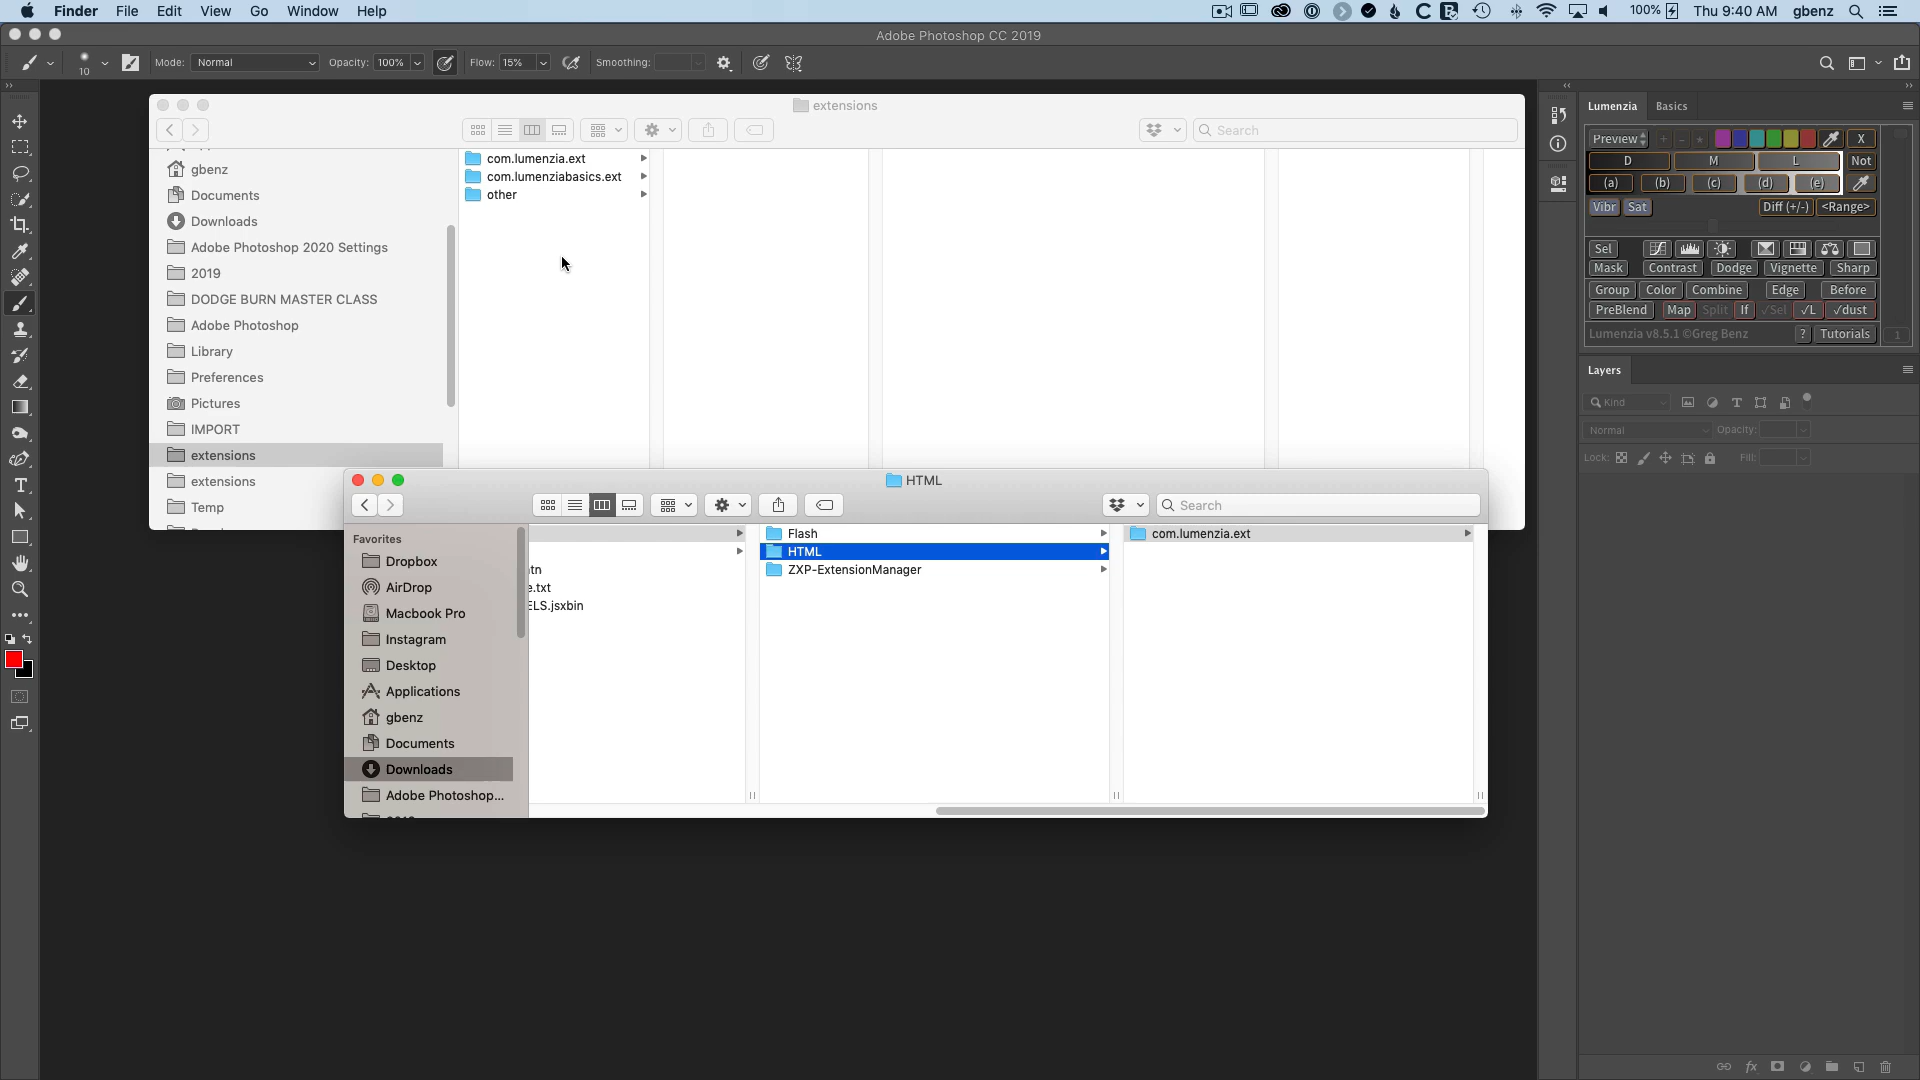 Finder File Edit View Go Window Help
100% Thu 9:40 AM gbenz
Adobe Photoshop CC 2019
10 Mode: Normal Opacity: 100% Flow: 15% Smoothing:
extensions
Search
gbenz
Documents
Downloads
Adobe Photoshop 2020 Settings
2019
DODGE BURN MASTER CLASS
Adobe Photoshop
Library
Preferences
Pictures
IMPORT
extensions
extensions
Temp
com.lumenzia.ext
com.lumenziabasics.ext
other
HTML
Search
Favorites
Dropbox
AirDrop
Macbook Pro
Instagram
Desktop
Applications
gbenz
Documents
Downloads
Adobe Photoshop...
e.txt
ELS.jsxbin
Flash
HTML
ZXP-ExtensionManager
com.lumenzia.ext
Lumenzia Basics
Preview + - X
D M L Not
(a) (b) (c) (d) (e)
Vibr Sat Diff (+/-) <Range>
Sel
Mask Contrast Dodge Vignette Sharp
Group Color Combine Edge Before
PreBlend Map Split If √Sel √L √dust
Lumenzia v8.5.1 ©Greg Benz ? Tutorials 1
Layers
Kind
Normal Opacity:
Lock: Fill:
fx